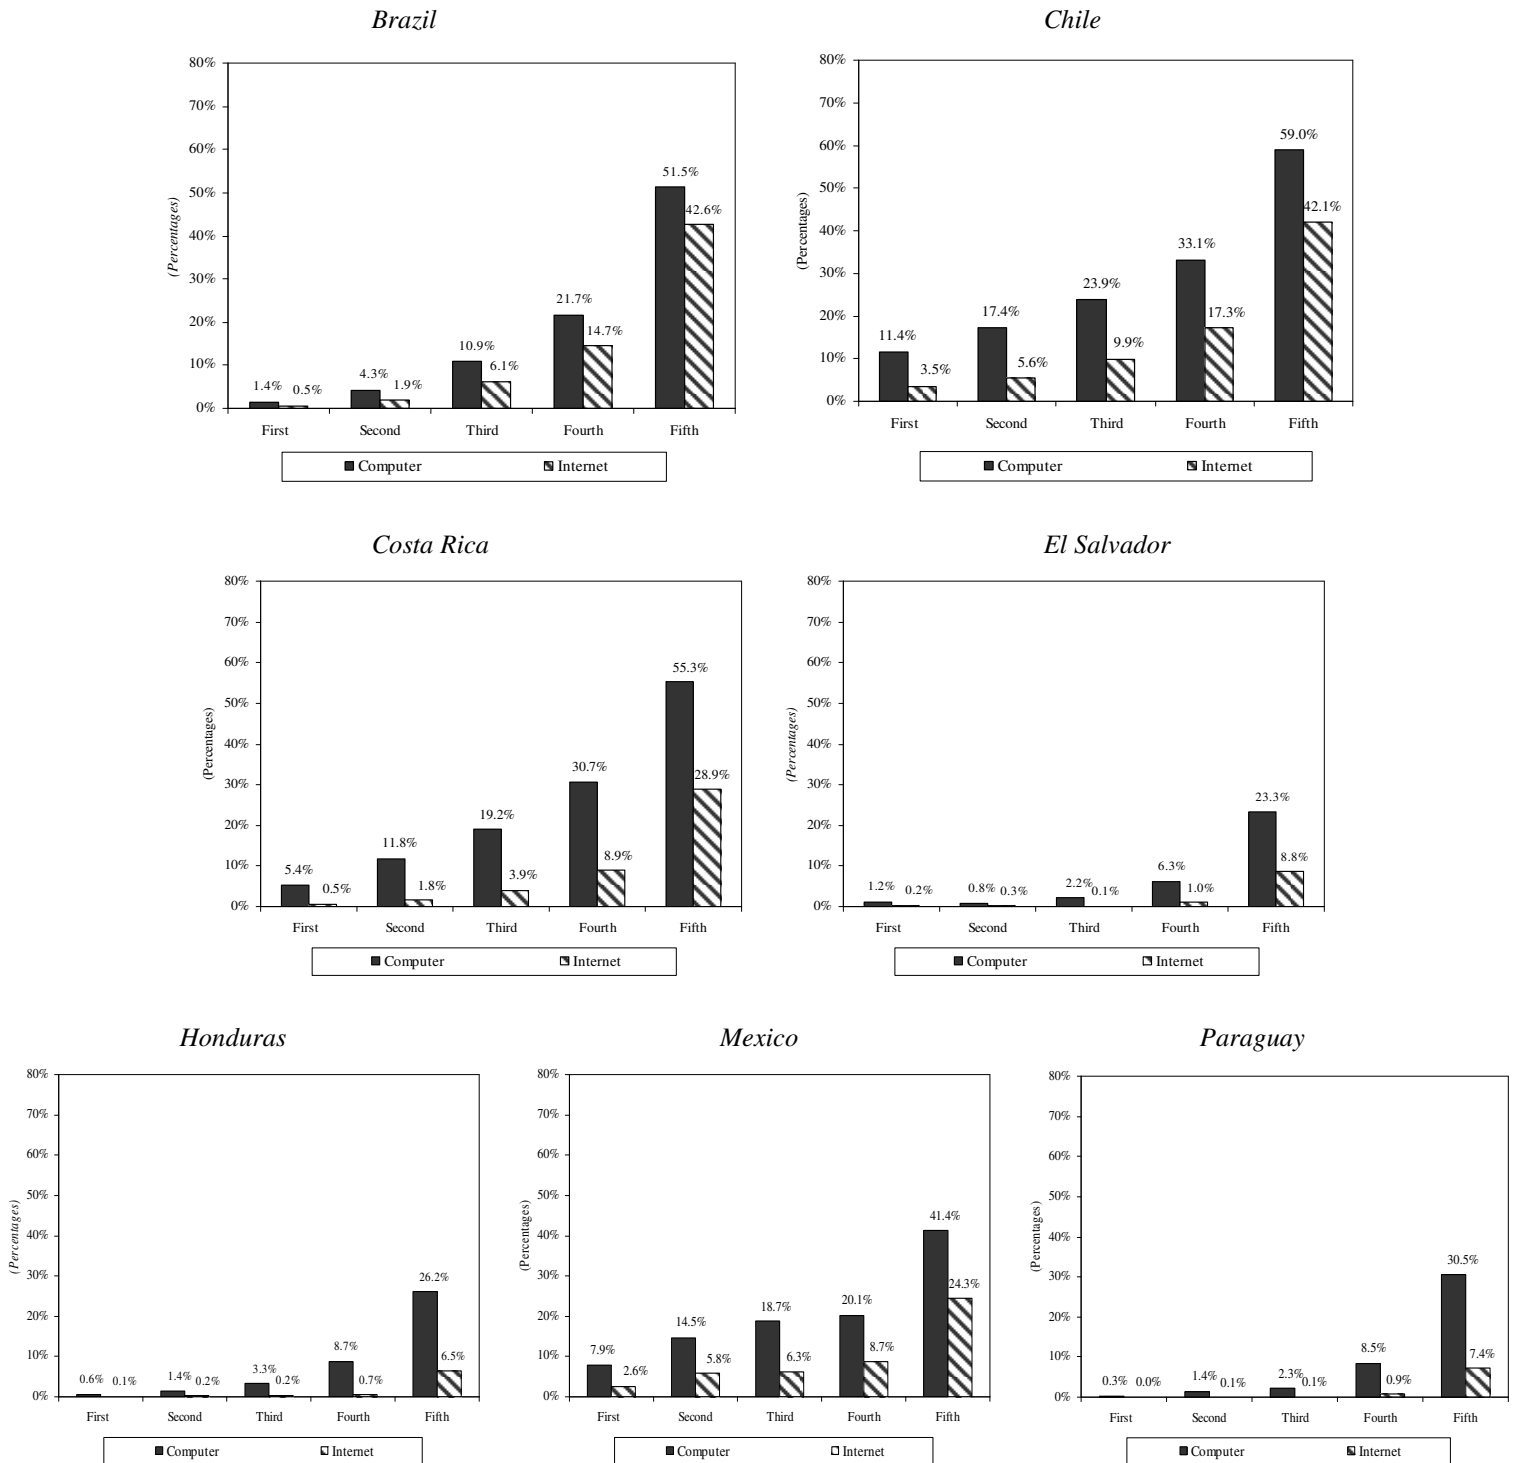 Brazil
80%
70%
60%
50%
40%
30%
20%
10%
0%
(Percentages)
1.4% 0.5% 4.3% 1.9% 10.9% 6.1% 21.7% 14.7% 51.5% 42.6%
First Second Third Fourth Fifth
Computer Internet
Chile
80%
70%
60%
50%
40%
30%
20%
10%
0%
(Percentages)
11.4% 3.5% 17.4% 5.6% 23.9% 9.9% 33.1% 17.3% 59.0% 42.1%
First Second Third Fourth Fifth
Computer Internet
Costa Rica
80%
70%
60%
50%
40%
30%
20%
10%
0%
(Percentages)
5.4% 0.5% 11.8% 1.8% 19.2% 3.9% 30.7% 8.9% 55.3% 28.9%
First Second Third Fourth Fifth
Computer Internet
El Salvador
80%
70%
60%
50%
40%
30%
20%
10%
0%
(Percentages)
1.2% 0.2% 0.8% 0.3% 2.2% 0.1% 6.3% 1.0% 23.3% 8.8%
First Second Third Fourth Fifth
Computer Internet
Honduras
80%
70%
60%
50%
40%
30%
20%
10%
0%
(Percentages)
0.6% 0.1% 1.4% 0.2% 3.3% 0.2% 8.7% 0.7% 26.2% 6.5%
First Second Third Fourth Fifth
Computer Internet
Mexico
80%
70%
60%
50%
40%
30%
20%
10%
0%
(Percentages)
7.9% 2.6% 14.5% 5.8% 18.7% 6.3% 20.1% 8.7% 41.4% 24.3%
First Second Third Fourth Fifth
Computer Internet
Paraguay
80%
70%
60%
50%
40%
30%
20%
10%
0%
(Percentages)
0.3% 0.0% 1.4% 0.1% 2.3% 0.1% 8.5% 0.9% 30.5% 7.4%
First Second Third Fourth Fifth
Computer Internet